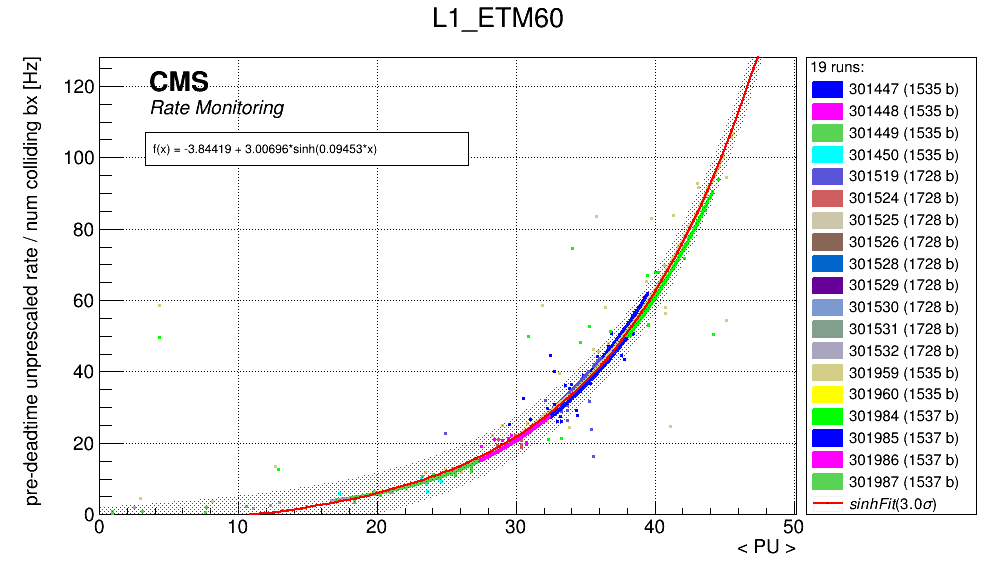 L1_ETM60
pre-deadtime unprescaled rate / num colliding bx [Hz]
120
100
80
60
40
20
0
CMS
Rate Monitoring
f(x) = -3.84419 + 3.00696*sinh(0.09453*x)
0 10 20 30 40 50
< PU >
19 runs:
301447 (1535 b)
301448 (1535 b)
301449 (1535 b)
301450 (1535 b)
301519 (1728 b)
301524 (1728 b)
301525 (1728 b)
301526 (1728 b)
301528 (1728 b)
301529 (1728 b)
301530 (1728 b)
301531 (1728 b)
301532 (1728 b)
301959 (1535 b)
301960 (1535 b)
301984 (1537 b)
301985 (1537 b)
301986 (1537 b)
301987 (1537 b)
sinhFit(3.0σ)